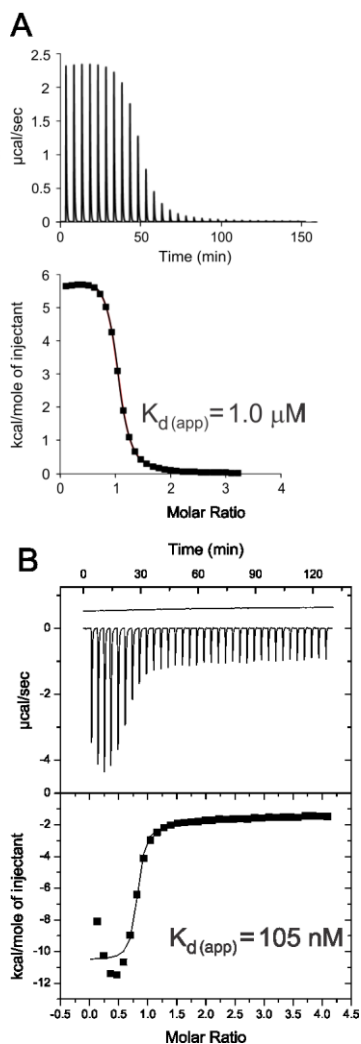 A
2.5
2
1.5
1
0.5
0
µcal/sec
0 50 100 150
Time (min)
6
5
4
3
2
1
0
kcal/mole of injectant
K d (app) = 1.0 µM
0 1 2 3 4
Molar Ratio
B
Time (min)
0 30 60 90 120
0
-2
-4
0
µcal/sec
-2
-4
-6
-8
-10
-12
kcal/mole of injectant
K d (app) = 105 nM
-0.5 0.0 0.5 1.0 1.5 2.0 2.5 3.0 3.5 4.0 4.5
Molar Ratio